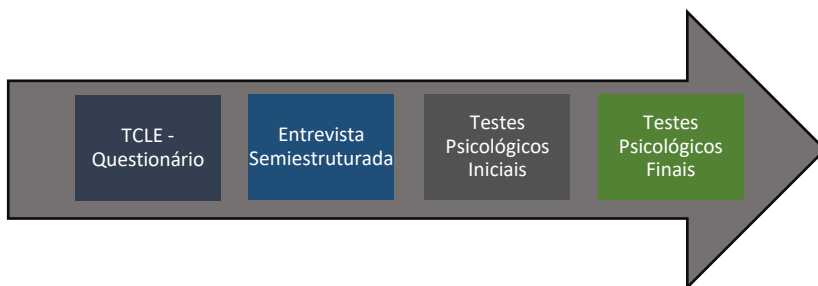 TCLE -
Questionário
Entrevista
Semiestruturada
Testes
Psicológicos
Iniciais
Testes
Psicológicos
Finais